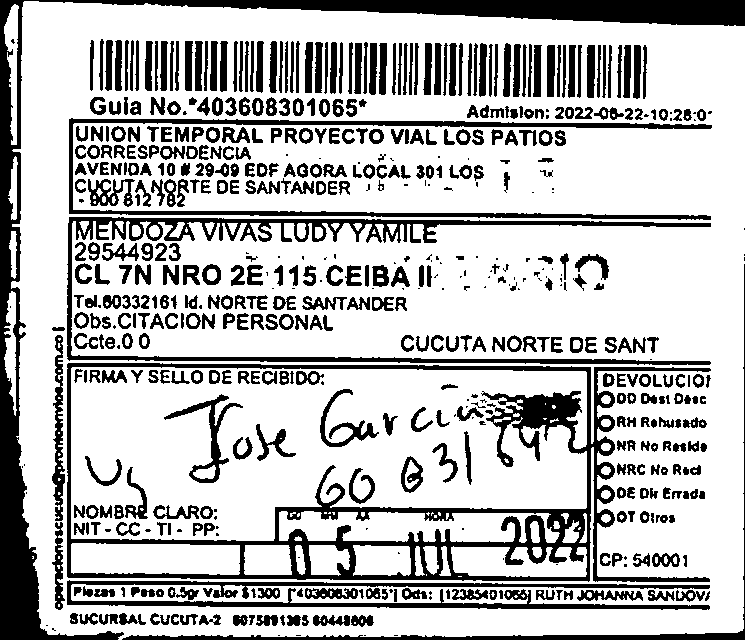 Guia No.*403608301065*
Admision: 2022-06-22-10:28:0
UNION TEMPORAL PROYECTO VIAL LOS PATIOS
CORRESPONDENCIA
AVENIDA 10 # 29-09 EDF AGORA LOCAL 301 LOS
CUCUTA NORTE DE SANTANDER
- 900 812 782
MENDOZA VIVAS LUDY YAMILE
29544923
CL 7N NRO 2E 115 CEIBA II
Tel.60332161 Id. NORTE DE SANTANDER
Obs.CITACION PERSONAL
Ccte.0 0 CUCUTA NORTE DE SANT
FIRMA Y SELLO DE RECIBIDO:
Jose Garcia
60 831 642
NOMBRE CLARO:
NIT - CC - TI - PP:
DD MM AA HORA
05 JUL 2022
DEVOLUCIO
DD Dest Desc
RH Rehusado
NR No Reside
NRC No Recl
DE Dir Errada
OT Otros
CP: 540001
Piezas 1 Peso 0.5gr Valor $1300 [*403608301065*] Ods: [12385401065] RUTH JOHANNA SANDOV
SUCURSAL CUCUTA-2
operacionescucuta@prontoenvios.com.co